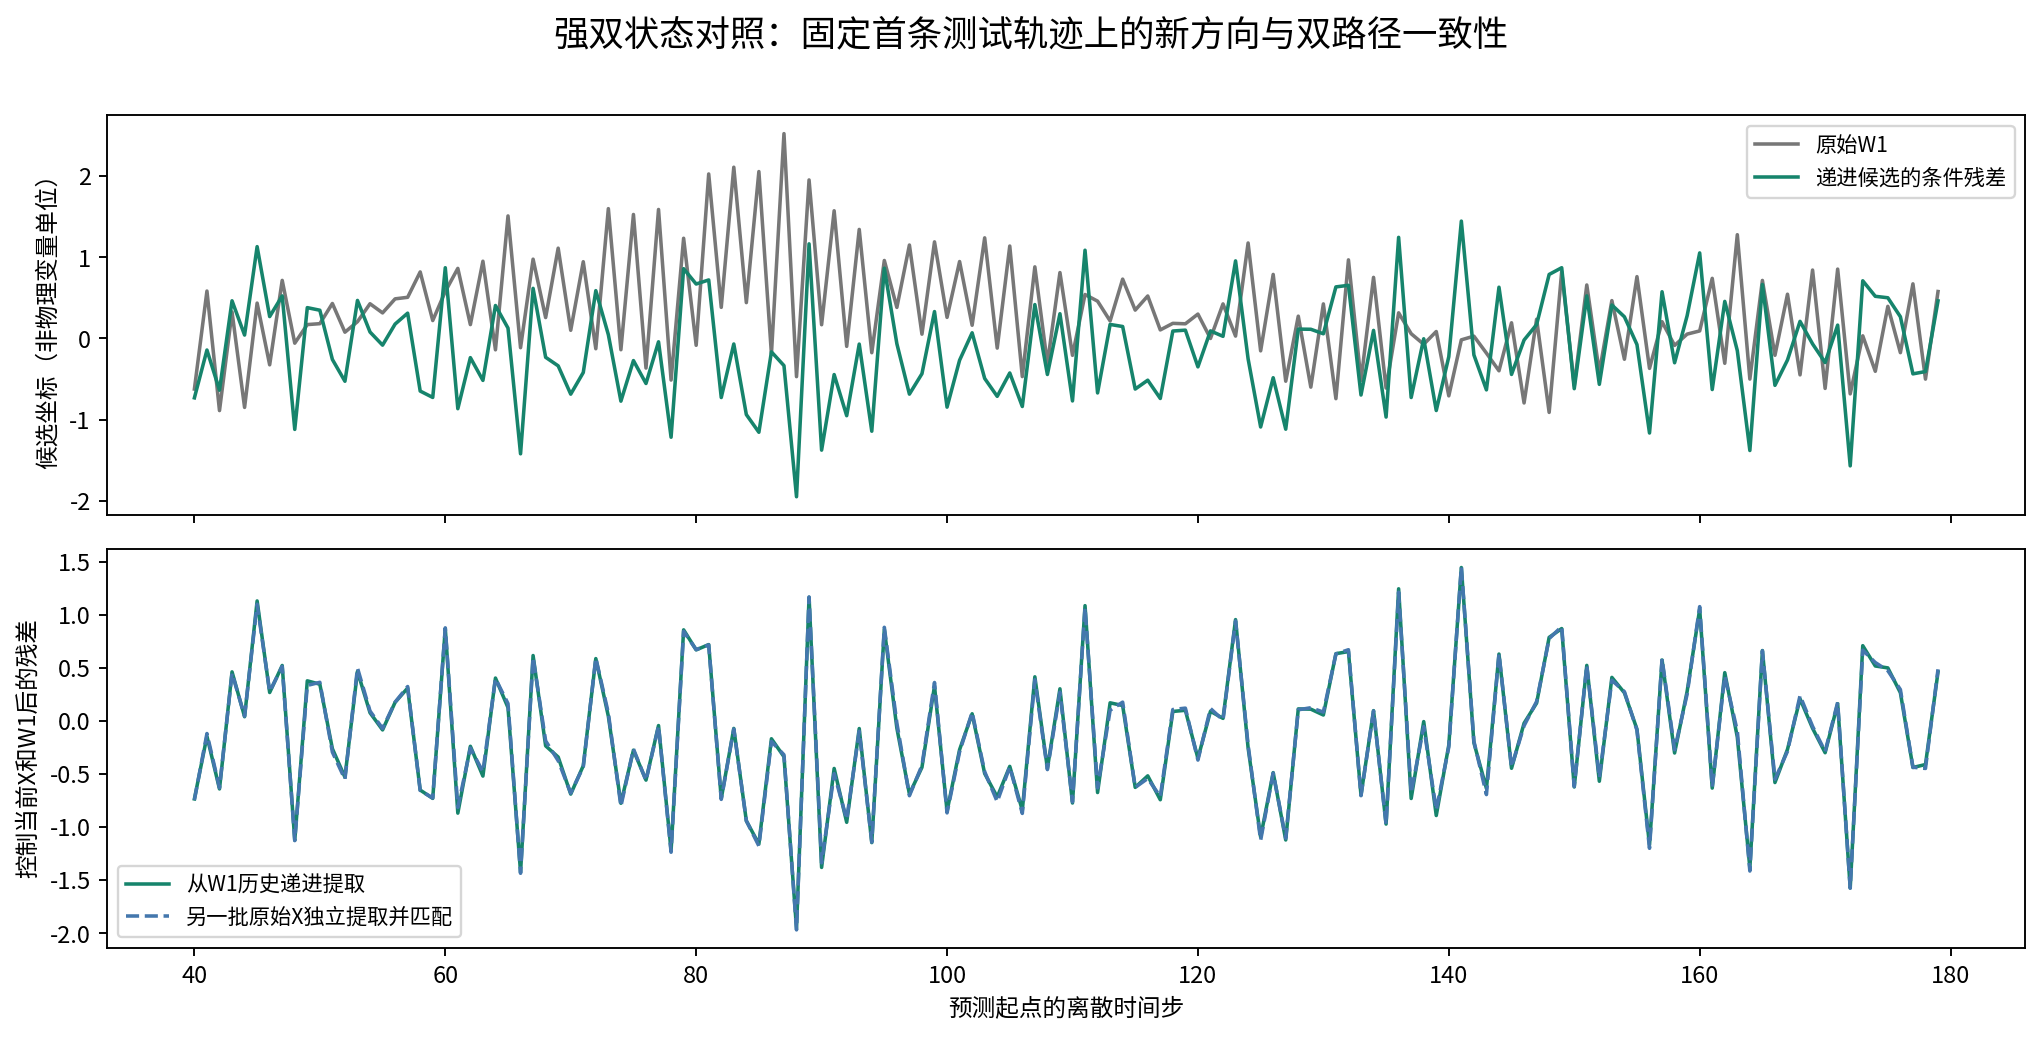 强双状态对照：固定首条测试轨迹上的新方向与双路径一致性
候选坐标（非物理变量单位）
2
1
0
-1
-2
原始W1
递进候选的条件残差
控制当前X和W1后的残差
1.5
1.0
0.5
0.0
-0.5
-1.0
-1.5
-2.0
从W1历史递进提取
另一批原始X独立提取并匹配
40 60 80 100 120 140 160 180
预测起点的离散时间步